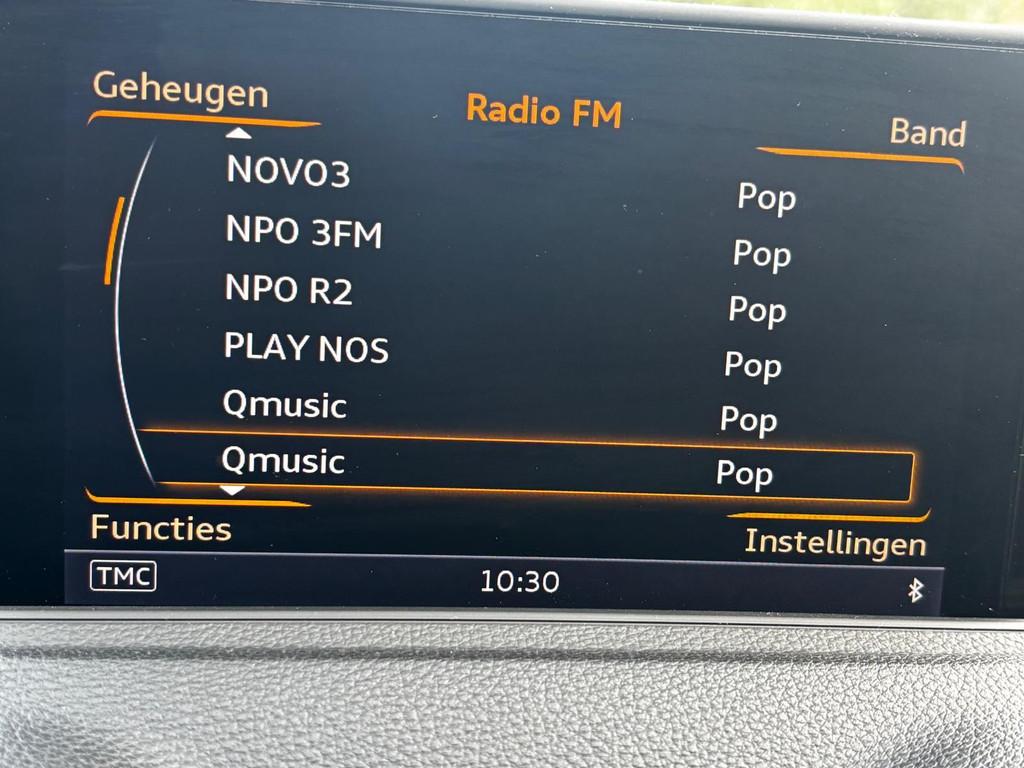 Geheugen
Radio FM
Band
NOVO3 Pop
NPO 3FM Pop
NPO R2 Pop
PLAY NOS Pop
Qmusic Pop
Qmusic Pop
Functies
Instellingen
TMC
10:30